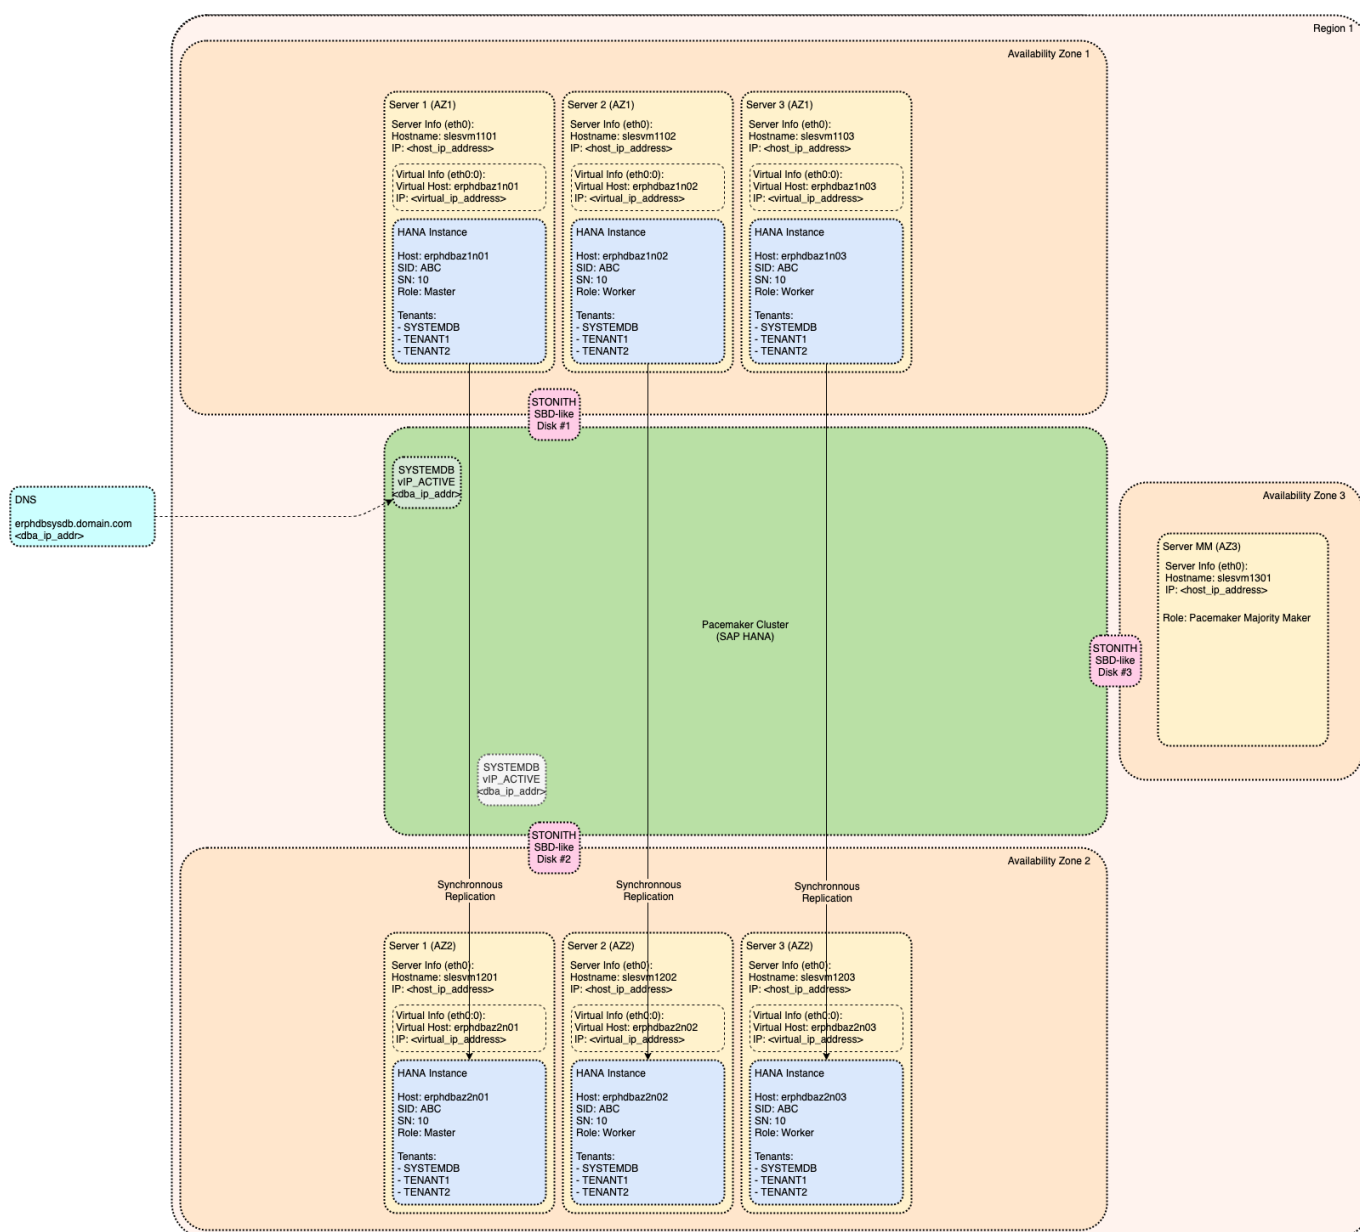 Region 1
Availability Zone 1
Server 1 (AZ1)
Server Info (eth0):
Hostname: slesvm1101
IP: <host_ip_address>
Virtual Info (eth0:0):
Virtual Host: erphdbaz1n01
IP: <virtual_ip_address>
HANA Instance
Host: erphdbaz1n01
SID: ABC
SN: 10
Role: Master
Tenants:
- SYSTEMDB
- TENANT1
- TENANT2
Server 2 (AZ1)
Server Info (eth0):
Hostname: slesvm1102
IP: <host_ip_address>
Virtual Info (eth0:0):
Virtual Host: erphdbaz1n02
IP: <virtual_ip_address>
HANA Instance
Host: erphdbaz1n02
SID: ABC
SN: 10
Role: Worker
Tenants:
- SYSTEMDB
- TENANT1
- TENANT2
Server 3 (AZ1)
Server Info (eth0):
Hostname: slesvm1103
IP: <host_ip_address>
Virtual Info (eth0:0):
Virtual Host: erphdbaz1n03
IP: <virtual_ip_address>
HANA Instance
Host: erphdbaz1n03
SID: ABC
SN: 10
Role: Worker
Tenants:
- SYSTEMDB
- TENANT1
- TENANT2
STONITH
SBD-like
Disk #1
SYSTEMDB
vIP_ACTIVE
<dba_ip_addr>
DNS
erphdbsysdb.domain.com
<dba_ip_addr>
Pacemaker Cluster
(SAP HANA)
Availability Zone 3
Server MM (AZ3)
Server Info (eth0):
Hostname: slesvm1301
IP: <host_ip_address>
Role: Pacemaker Majority Maker
STONITH
SBD-like
Disk #3
SYSTEMDB
vIP_ACTIVE
<dba_ip_addr>
STONITH
SBD-like
Disk #2
Availability Zone 2
Synchronnous
Replication
Synchronnous
Replication
Synchronnous
Replication
Server 1 (AZ2)
Server Info (eth0):
Hostname: slesvm1201
IP: <host_ip_address>
Virtual Info (eth0:0):
Virtual Host: erphdbaz2n01
IP: <virtual_ip_address>
HANA Instance
Host: erphdbaz2n01
SID: ABC
SN: 10
Role: Master
Tenants:
- SYSTEMDB
- TENANT1
- TENANT2
Server 2 (AZ2)
Server Info (eth0):
Hostname: slesvm1202
IP: <host_ip_address>
Virtual Info (eth0:0):
Virtual Host: erphdbaz2n02
IP: <virtual_ip_address>
HANA Instance
Host: erphdbaz2n02
SID: ABC
SN: 10
Role: Worker
Tenants:
- SYSTEMDB
- TENANT1
- TENANT2
Server 3 (AZ2)
Server Info (eth0):
Hostname: slesvm1203
IP: <host_ip_address>
Virtual Info (eth0:0):
Virtual Host: erphdbaz2n03
IP: <virtual_ip_address>
HANA Instance
Host: erphdbaz2n03
SID: ABC
SN: 10
Role: Worker
Tenants:
- SYSTEMDB
- TENANT1
- TENANT2